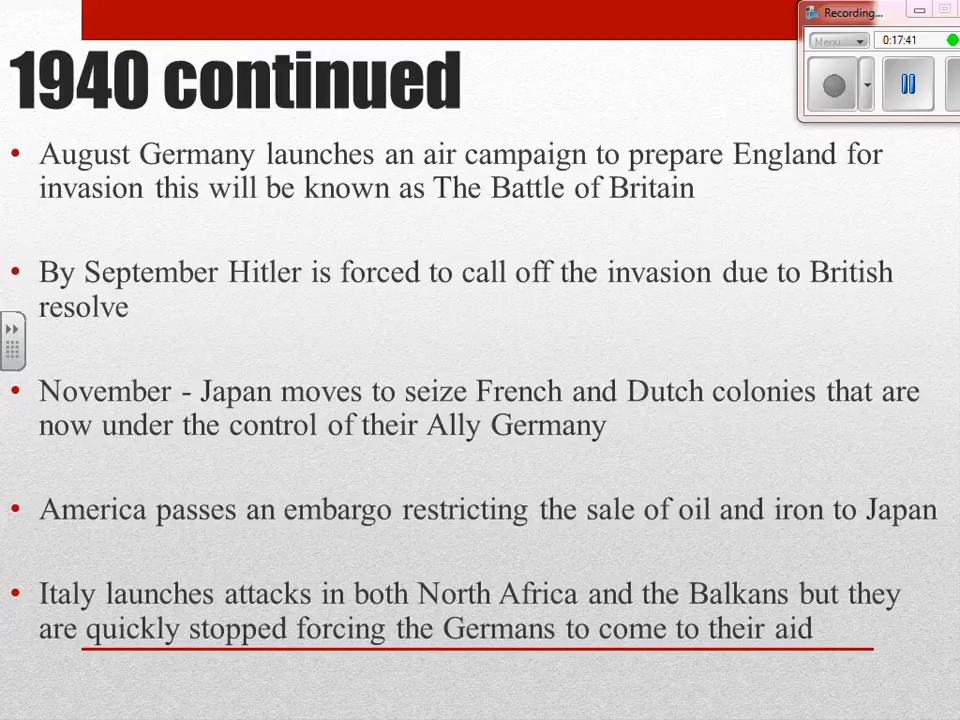 Recording...
Menu
0:17:41
1940 continued
• August Germany launches an air campaign to prepare England for
invasion this will be known as The Battle of Britain
• By September Hitler is forced to call off the invasion due to British
resolve
• November - Japan moves to seize French and Dutch colonies that are
now under the control of their Ally Germany
• America passes an embargo restricting the sale of oil and iron to Japan
• Italy launches attacks in both North Africa and the Balkans but they
are quickly stopped forcing the Germans to come to their aid